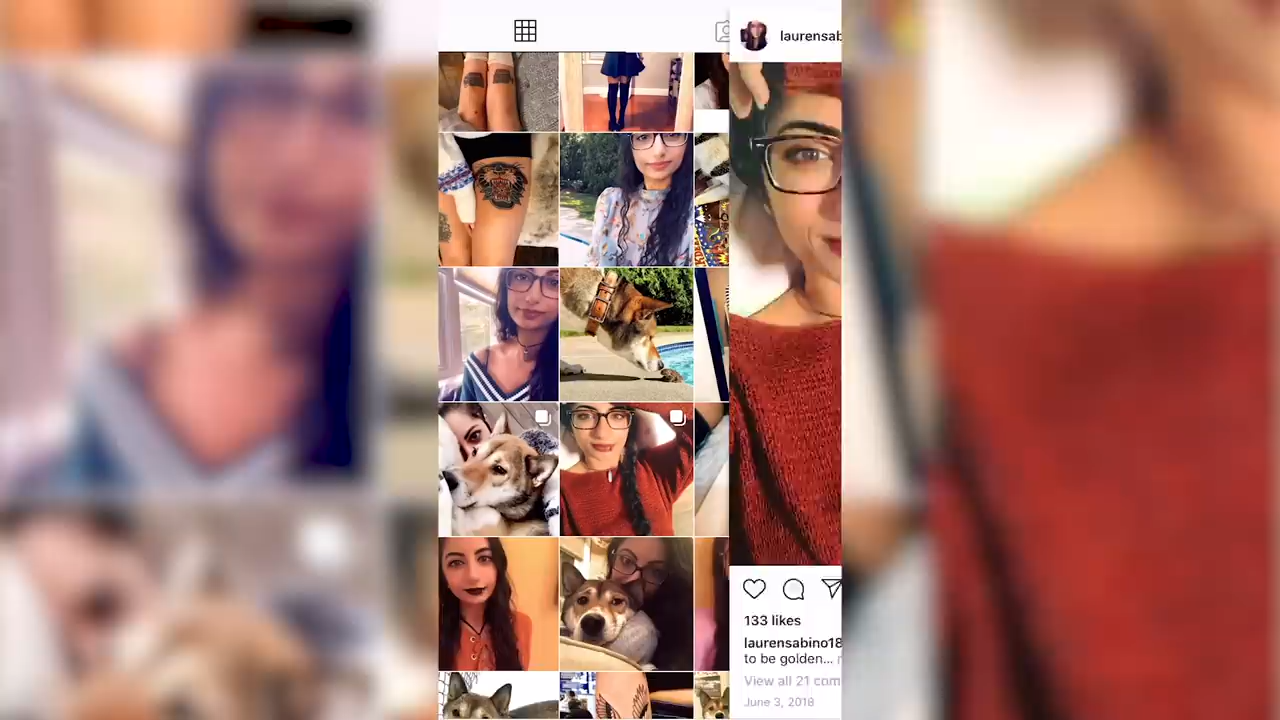 laurensab
133 likes
laurensabino18
to be golden...
View all 21 com
June 3, 2018